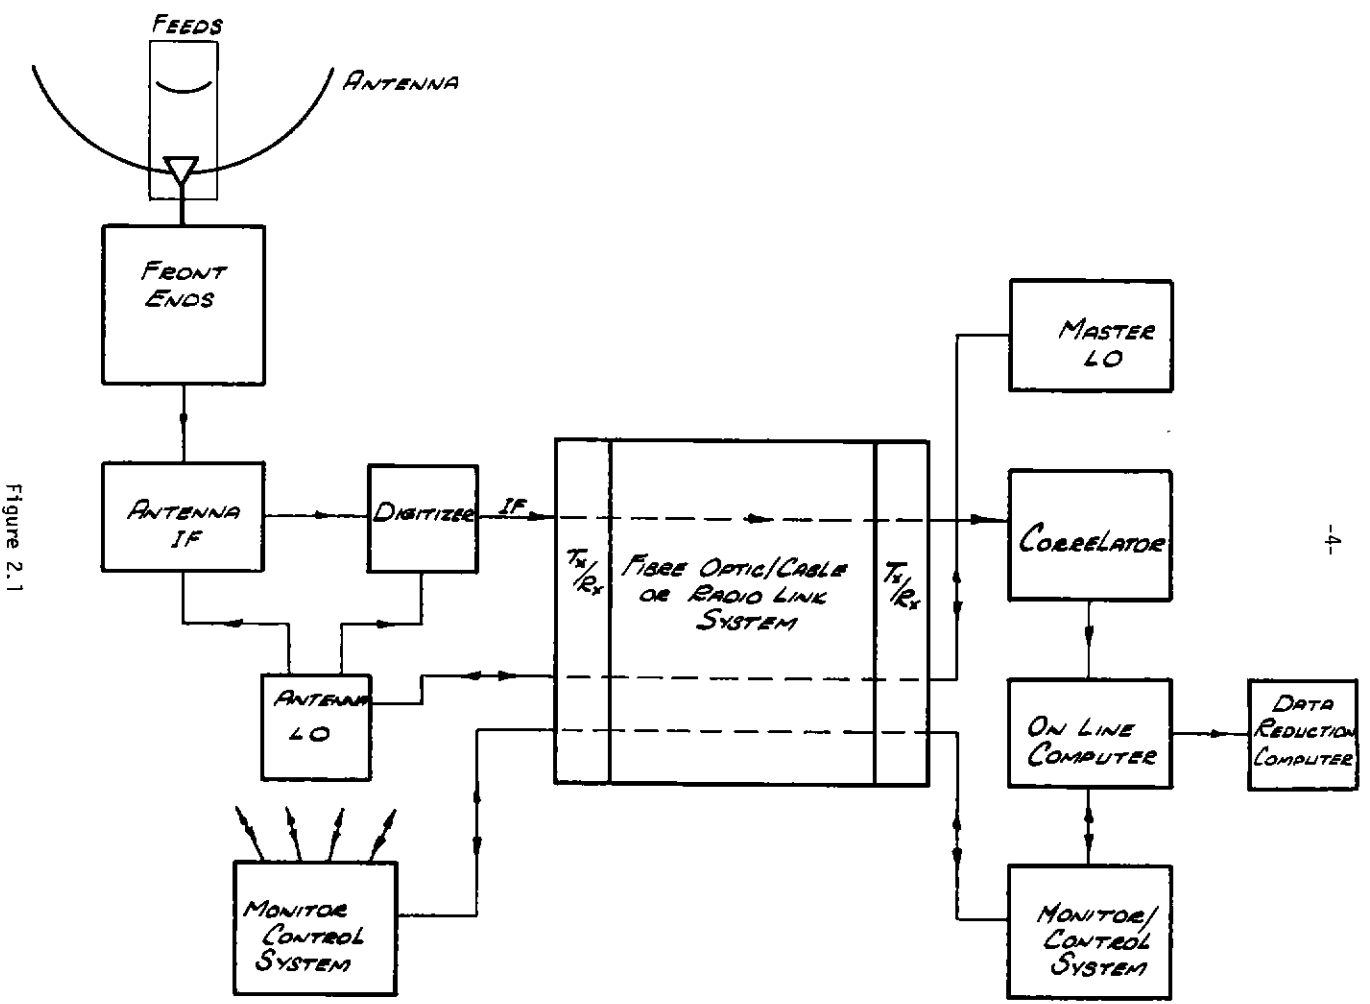 FEEDS
ANTENNA
FRONT
ENDS
MASTER
LO
ANTENNA
IF
DIGITIZER
IF
Tx/Rx
FIBRE OPTIC/CABLE
OR RADIO LINK
SYSTEM
Tx/Rx
CORRELATOR
ANTENNA
LO
ON LINE
COMPUTER
DATA
REDUCTION
COMPUTER
MONITOR
CONTROL
SYSTEM
MONITOR/
CONTROL
SYSTEM
Figure 2.1
-4-